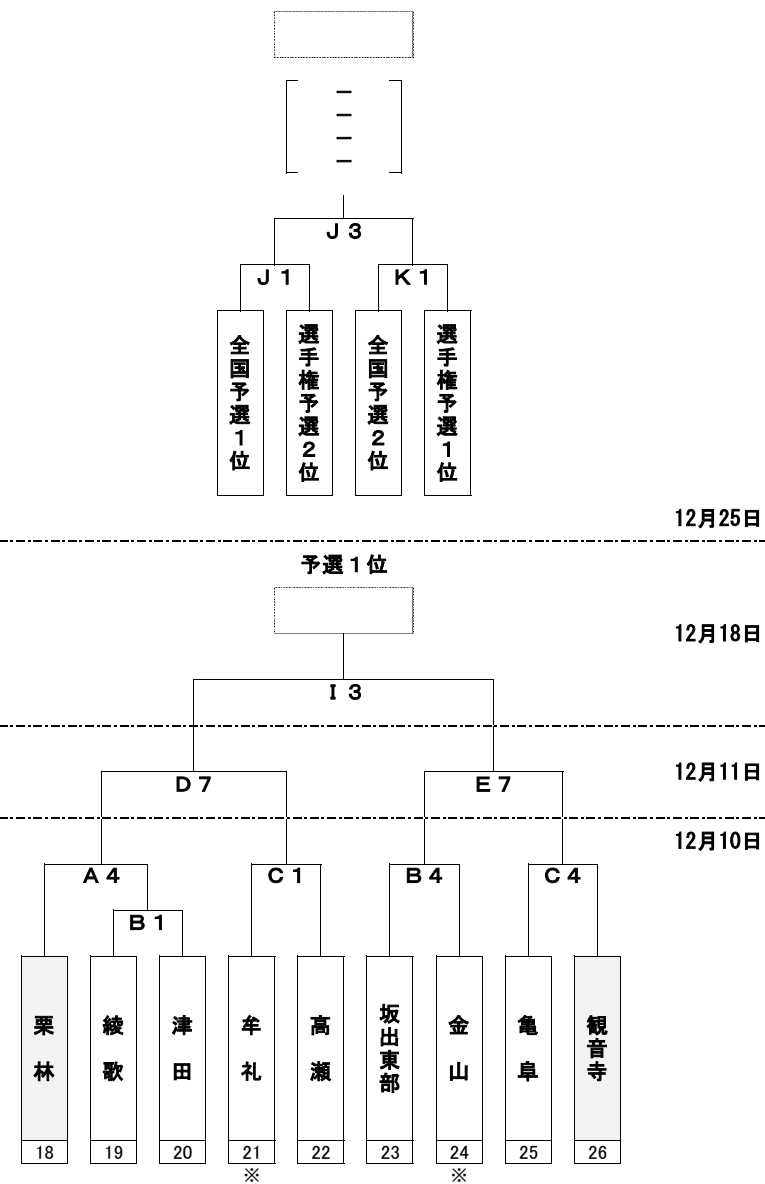 －
－
－
－
Ｊ３
Ｊ１
Ｋ１
全国予選１位
選手権予選２位
全国予選２位
選手権予選１位
12月25日
予選１位
12月18日
Ｉ３
12月11日
Ｄ７
Ｅ７
12月10日
Ａ４
Ｃ１
Ｂ４
Ｃ４
Ｂ１
栗林
綾歌
津田
牟礼
高瀬
坂出東部
金山
亀阜
観音寺
18
19
20
21
22
23
24
25
26
※
※